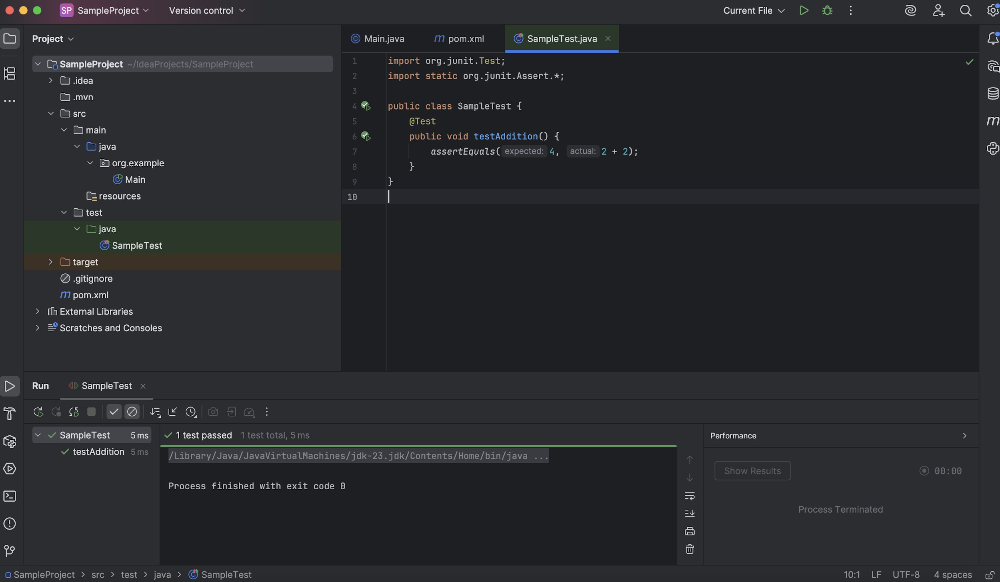 SP SampleProject Version control Current File
Project
SampleProject ~/IdeaProjects/SampleProject
.idea
.mvn
src
main
java
org.example
Main
resources
test
java
SampleTest
target
.gitignore
pom.xml
External Libraries
Scratches and Consoles
Main.java pom.xml SampleTest.java
1 import org.junit.Test;
2 import static org.junit.Assert.*;
3
4 public class SampleTest {
5 @Test
6 public void testAddition() {
7 assertEquals( expected: 4, actual: 2 + 2);
8 }
9 }
10
Run SampleTest
SampleTest 5 ms
testAddition 5 ms
1 test passed 1 test total, 5 ms
/Library/Java/JavaVirtualMachines/jdk-23.jdk/Contents/Home/bin/java ...
Process finished with exit code 0
Performance
Show Results 00:00
Process Terminated
SampleProject > src > test > java > SampleTest 10:1 LF UTF-8 4 spaces